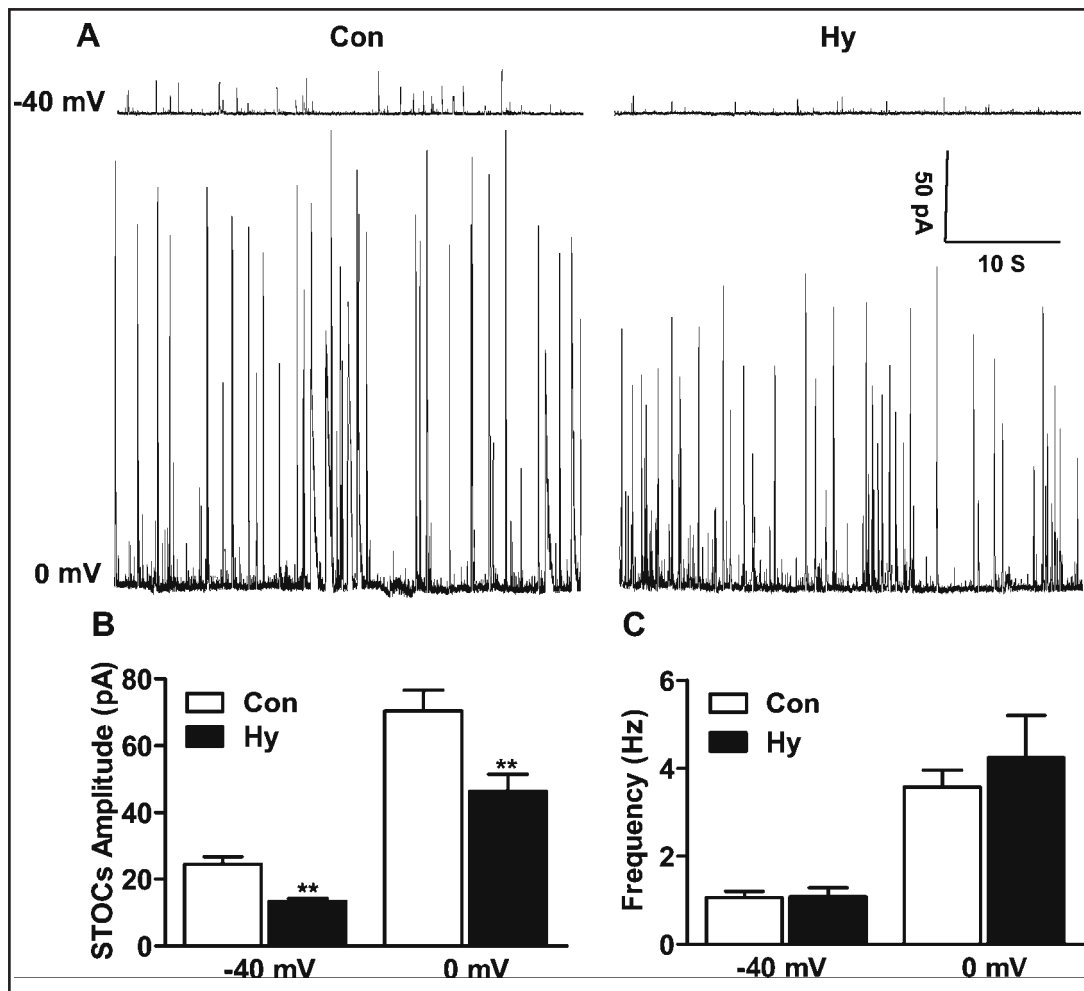 A
Con
Hy
-40 mV
50 pA
10 S
0 mV
B
STOCs Amplitude (pA)
80
60
40
20
0
Con
Hy
**
**
-40 mV
0 mV
C
Frequency (Hz)
6
4
2
0
Con
Hy
-40 mV
0 mV